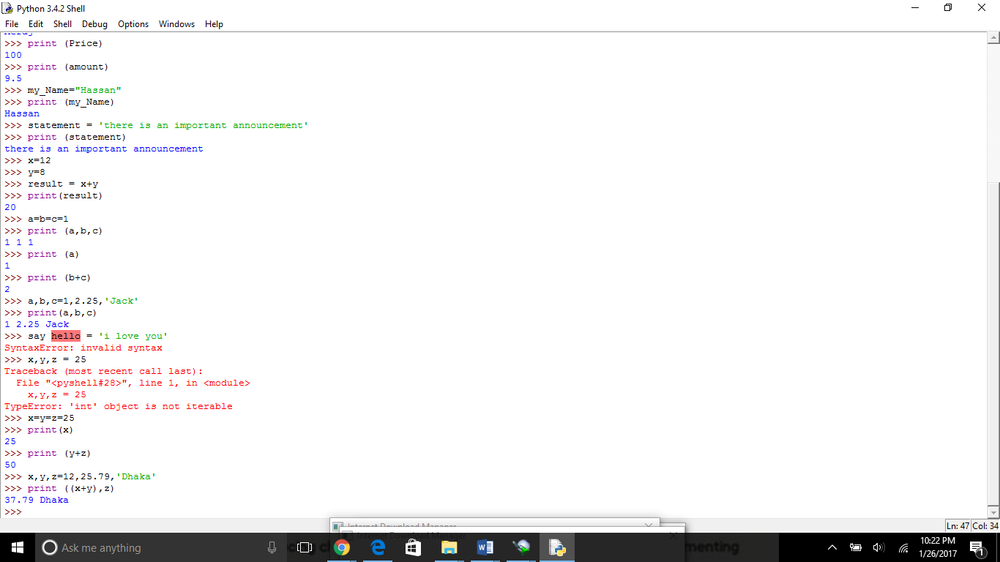 Python 3.4.2 Shell
File Edit Shell Debug Options Windows Help
>>> print (Price)
100
>>> print (amount)
9.5
>>> my_Name="Hassan"
>>> print (my_Name)
Hassan
>>> statement = 'there is an important announcement'
>>> print (statement)
there is an important announcement
>>> x=12
>>> y=8
>>> result = x+y
>>> print(result)
20
>>> a=b=c=1
>>> print (a,b,c)
1 1 1
>>> print (a)
1
>>> print (b+c)
2
>>> a,b,c=1,2.25,'Jack'
>>> print(a,b,c)
1 2.25 Jack
>>> say hello = 'i love you'
SyntaxError: invalid syntax
>>> x,y,z = 25
Traceback (most recent call last):
  File "<pyshell#28>", line 1, in <module>
    x,y,z = 25
TypeError: 'int' object is not iterable
>>> x=y=z=25
>>> print(x)
25
>>> print (y+z)
50
>>> x,y,z=12,25.79,'Dhaka'
>>> print ((x+y),z)
37.79 Dhaka
>>>
Ln: 47 Col: 34
Internet Download Manager
Internet Download Manager
Ask me anything
menting
10:22 PM
1/26/2017
1